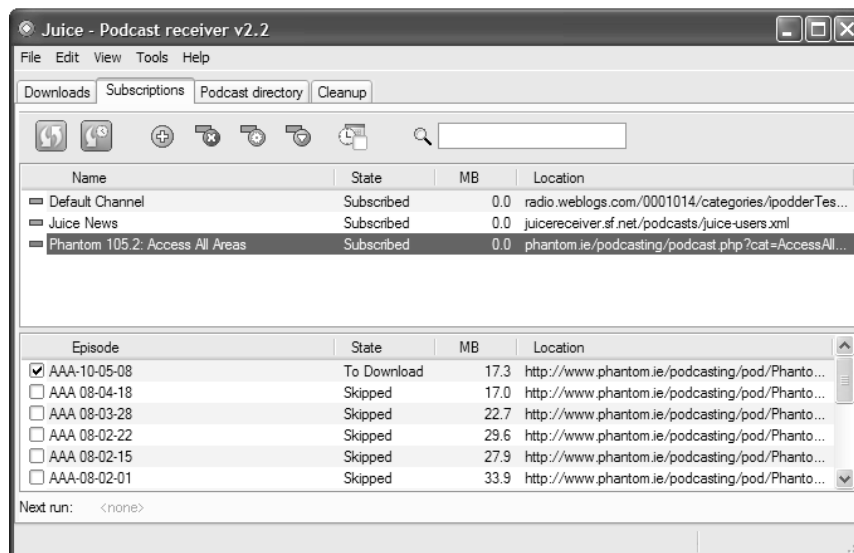 Juice - Podcast receiver v2.2
File Edit View Tools Help
Downloads Subscriptions Podcast directory Cleanup
Name State MB Location
Default Channel Subscribed 0.0 radio.weblogs.com/0001014/categories/ipodderTes...
Juice News Subscribed 0.0 juicereceiver.sf.net/podcasts/juice-users.xml
Phantom 105.2: Access All Areas Subscribed 0.0 phantom.ie/podcasting/podcast.php?cat=AccessAll...
Episode State MB Location
AAA-10-05-08 To Download 17.3 http://www.phantom.ie/podcasting/pod/Phanto...
AAA 08-04-18 Skipped 17.0 http://www.phantom.ie/podcasting/pod/Phanto...
AAA 08-03-28 Skipped 22.7 http://www.phantom.ie/podcasting/pod/Phanto...
AAA 08-02-22 Skipped 29.6 http://www.phantom.ie/podcasting/pod/Phanto...
AAA 08-02-15 Skipped 27.9 http://www.phantom.ie/podcasting/pod/Phanto...
AAA-08-02-01 Skipped 33.9 http://www.phantom.ie/podcasting/pod/Phanto...
Next run: <none>